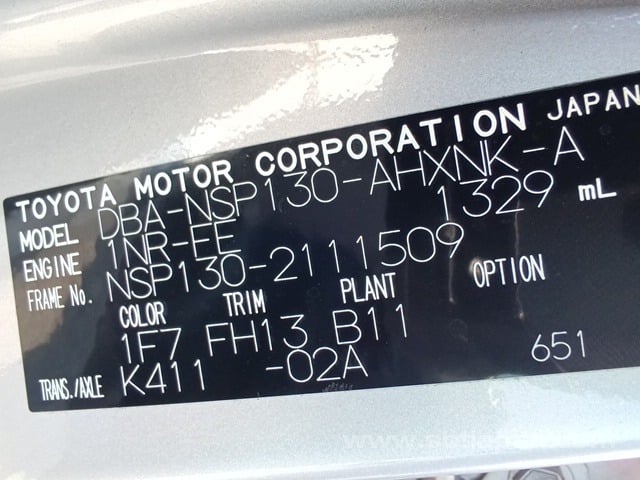 TOYOTA MOTOR CORPORATION JAPAN
MODEL DBA-NSP130-AHXNK-A
ENGINE 1NR-FE 1329 mL
FRAME No. NSP130-2111509
COLOR TRIM PLANT OPTION
1F7 FH13 B11
TRANS./AXLE K411 -02A 651